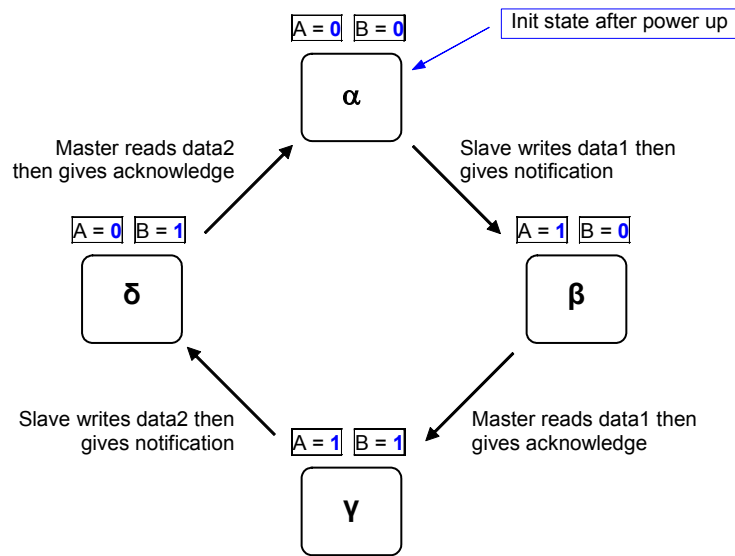 A = 0 B = 0
Init state after power up
α
Master reads data2
then gives acknowledge
Slave writes data1 then
gives notification
A = 0 B = 1
A = 1 B = 0
δ
β
Slave writes data2 then
gives notification
Master reads data1 then
gives acknowledge
A = 1 B = 1
γ